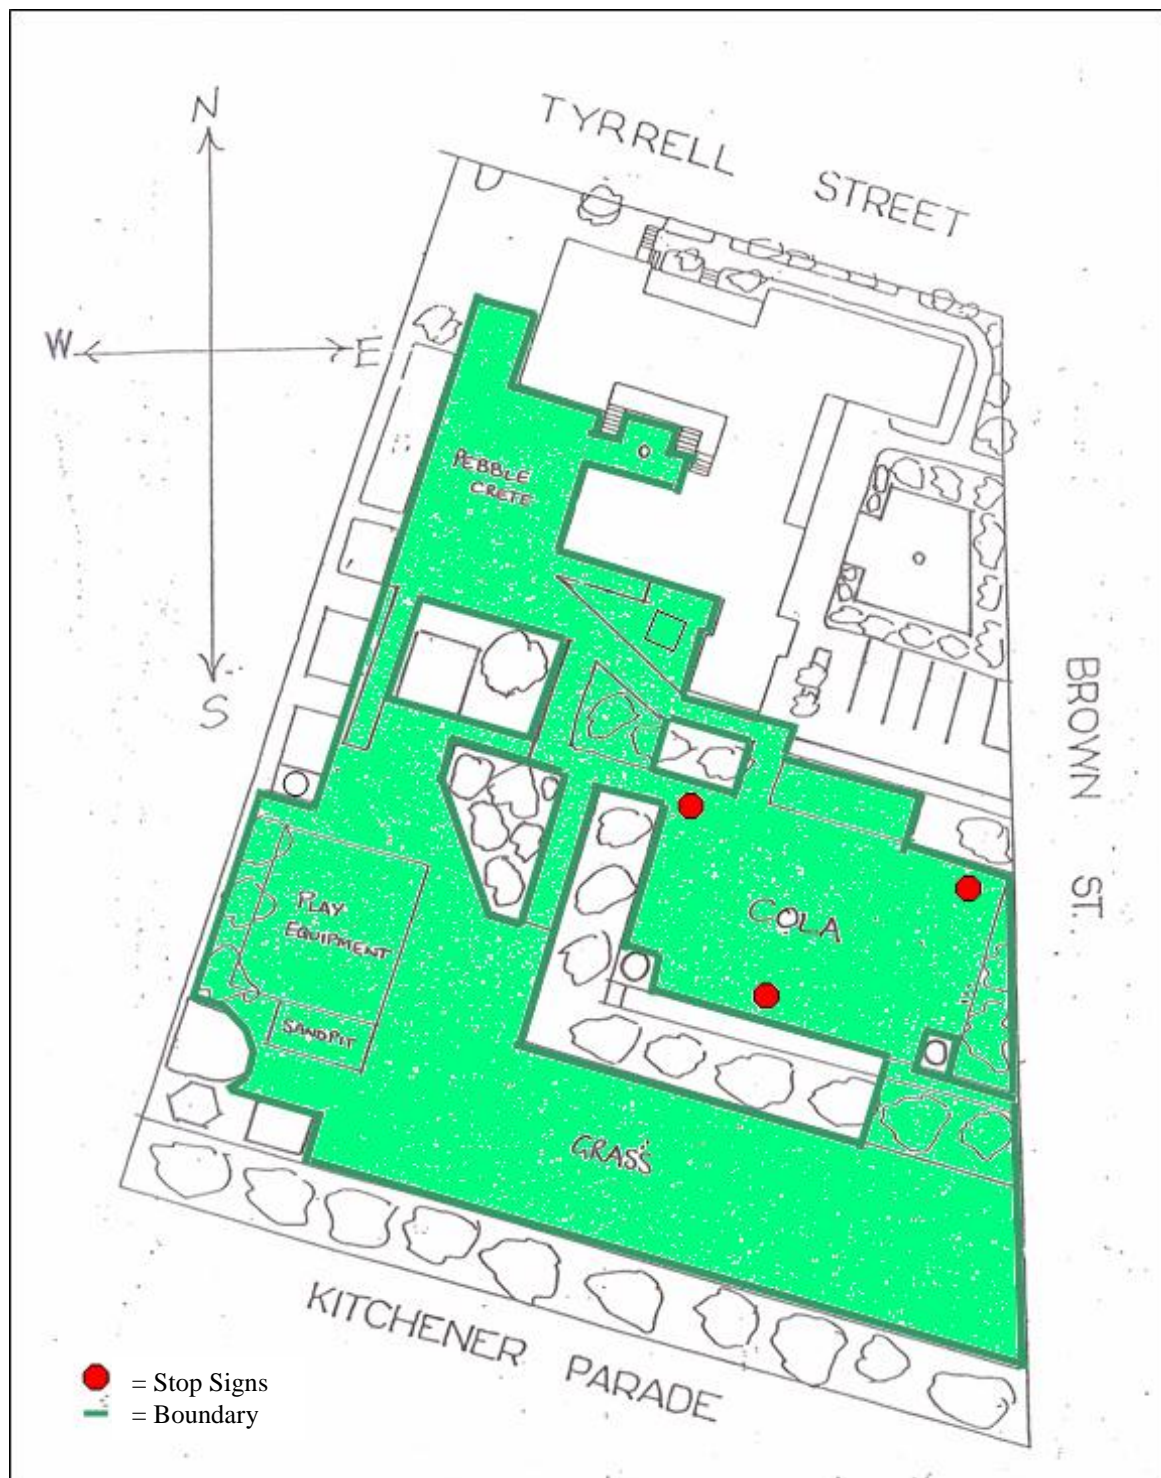 N
TYRRELL STREET
W
E
PEBBLE
CRETE
S
BROWN ST.
PLAY
EQUIPMENT
COLA
SANDPIT
GRASS
KITCHENER PARADE
= Stop Signs
= Boundary